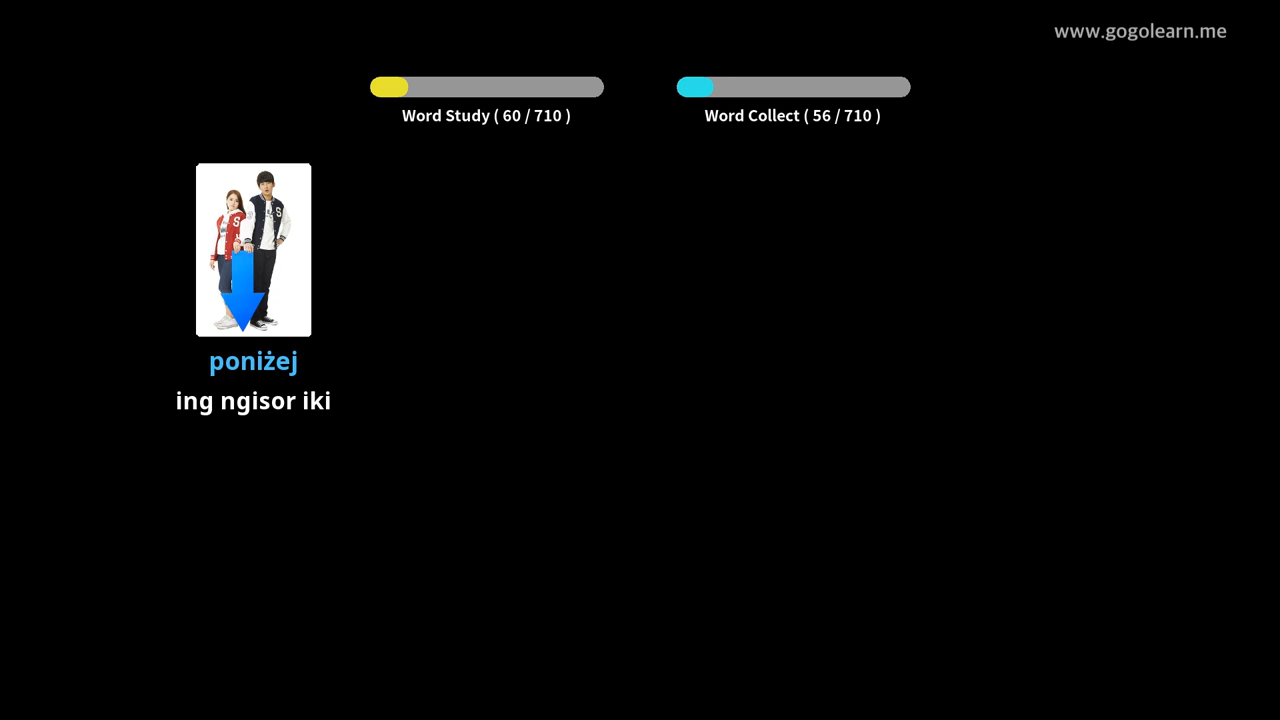 www.gogolearn.me
Word Study ( 60 / 710 )
Word Collect ( 56 / 710 )
S
S
poniżej
ing ngisor iki